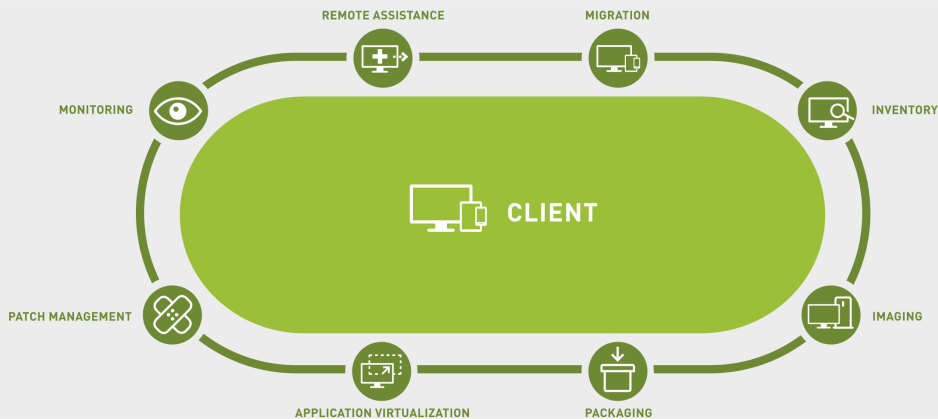 REMOTE ASSISTANCE
MIGRATION
MONITORING
INVENTORY
CLIENT
PATCH MANAGEMENT
IMAGING
APPLICATION VIRTUALIZATION
PACKAGING